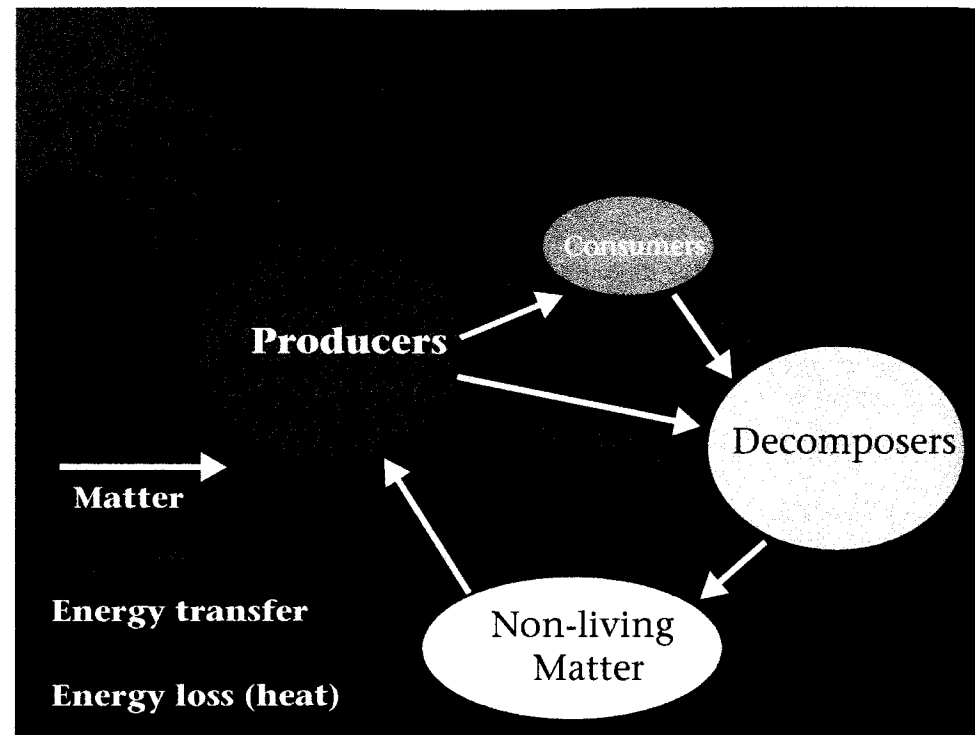 Consumers
Producers
Decomposers
Matter
Non-living
Matter
Energy transfer
Energy loss (heat)